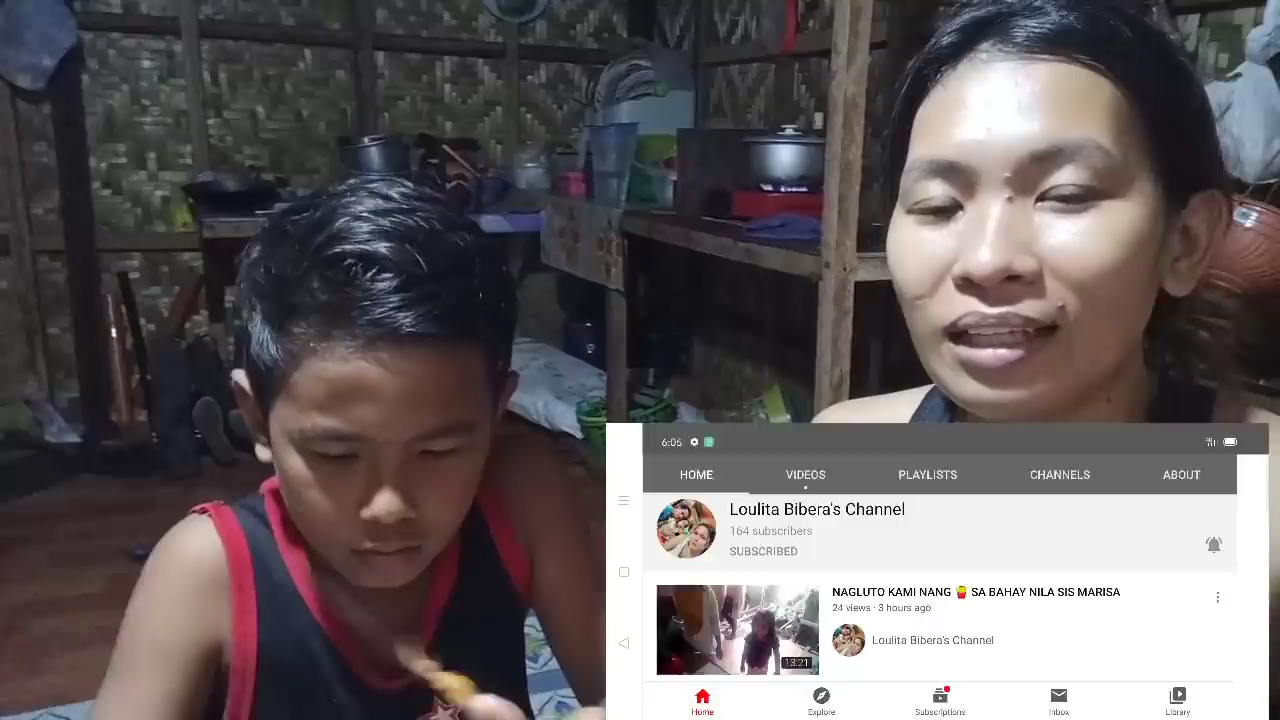 6:05
HOME VIDEOS PLAYLISTS CHANNELS ABOUT
Loulita Bibera's Channel
164 subscribers
SUBSCRIBED
NAGLUTO KAMI NANG 🍟 SA BAHAY NILA SIS MARISA
24 views · 3 hours ago
Loulita Bibera's Channel
13:21
Home Explore Subscriptions Inbox Library